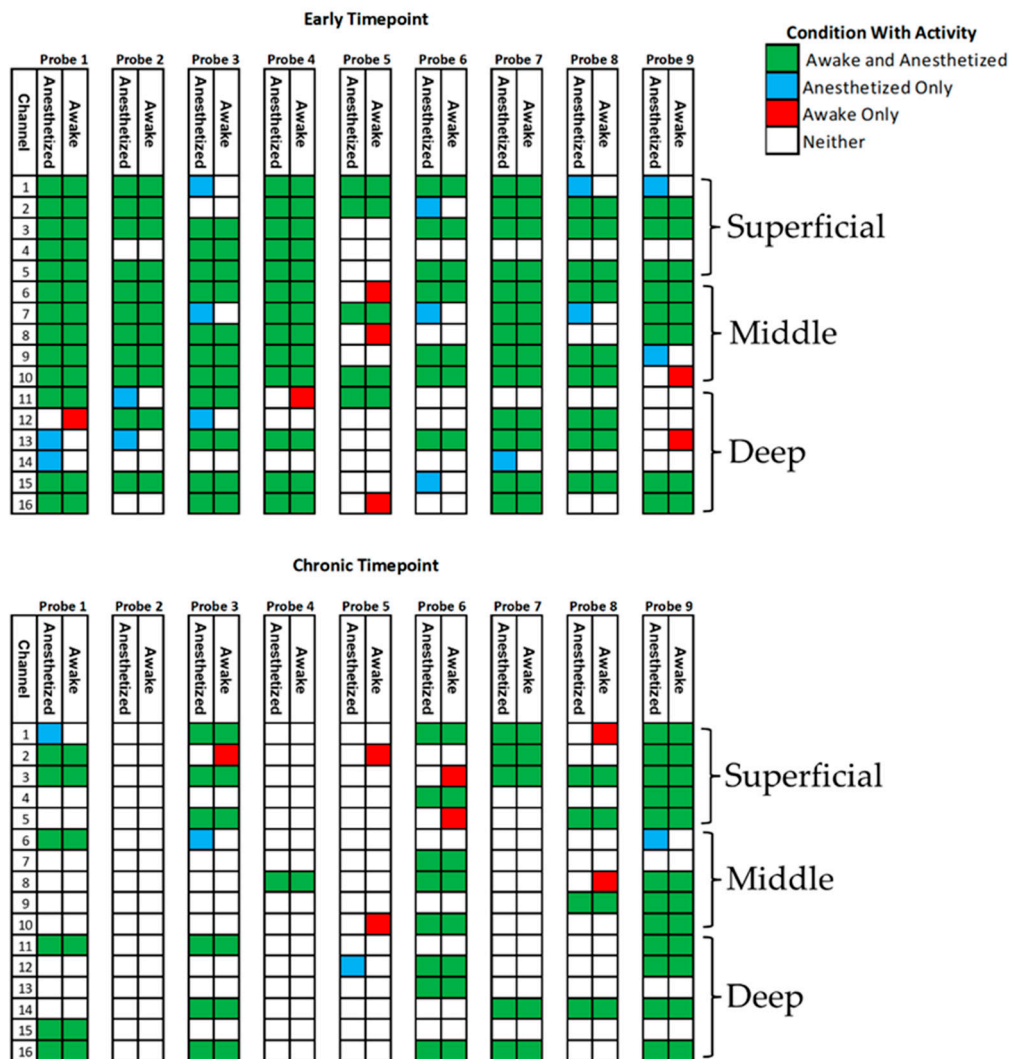 Early Timepoint
Condition With Activity
Awake and Anesthetized
Anesthetized Only
Awake Only
Neither
Probe 1 Probe 2 Probe 3 Probe 4 Probe 5 Probe 6 Probe 7 Probe 8 Probe 9
Channel Anesthetized Awake Anesthetized Awake Anesthetized Awake Anesthetized Awake Anesthetized Awake Anesthetized Awake Anesthetized Awake Anesthetized Awake Anesthetized Awake
1
2
3 Superficial
4
5
6
7
8 Middle
9
10
11
12
13
14 Deep
15
16
Chronic Timepoint
Probe 1 Probe 2 Probe 3 Probe 4 Probe 5 Probe 6 Probe 7 Probe 8 Probe 9
Channel Anesthetized Awake Anesthetized Awake Anesthetized Awake Anesthetized Awake Anesthetized Awake Anesthetized Awake Anesthetized Awake Anesthetized Awake Anesthetized Awake
1
2
3 Superficial
4
5
6
7
8 Middle
9
10
11
12
13
14 Deep
15
16